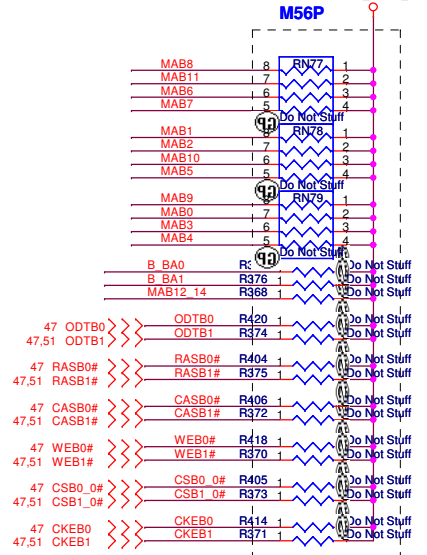 M56P
MAB8 8 RN77 1
MAB11 7 2
MAB6 6 3
MAB7 5 4
Do Not Stuff
MAB1 8 RN78 1
MAB2 7 2
MAB10 6 3
MAB5 5 4
Do Not Stuff
MAB9 8 RN79 1
MAB0 7 2
MAB3 6 3
MAB4 5 4
Do Not Stuff
B_BA0 1 Do Not Stuff
B_BA1 R376 1 Do Not Stuff
MAB12_14 R368 1 Do Not Stuff
47 ODTB0 ODTB0 R420 1 Do Not Stuff
47,51 ODTB1 ODTB1 R374 1 Do Not Stuff
47 RASB0# RASB0# R404 1 Do Not Stuff
47,51 RASB1# RASB1# R375 1 Do Not Stuff
47 CASB0# CASB0# R406 1 Do Not Stuff
47,51 CASB1# CASB1# R372 1 Do Not Stuff
47 WEB0# WEB0# R418 1 Do Not Stuff
47,51 WEB1# WEB1# R370 1 Do Not Stuff
47 CSB0_0# CSB0_0# R405 1 Do Not Stuff
47,51 CSB1_0# CSB1_0# R373 1 Do Not Stuff
47 CKEB0 CKEB0 R414 1 Do Not Stuff
47,51 CKEB1 CKEB1 R371 1 Do Not Stuff